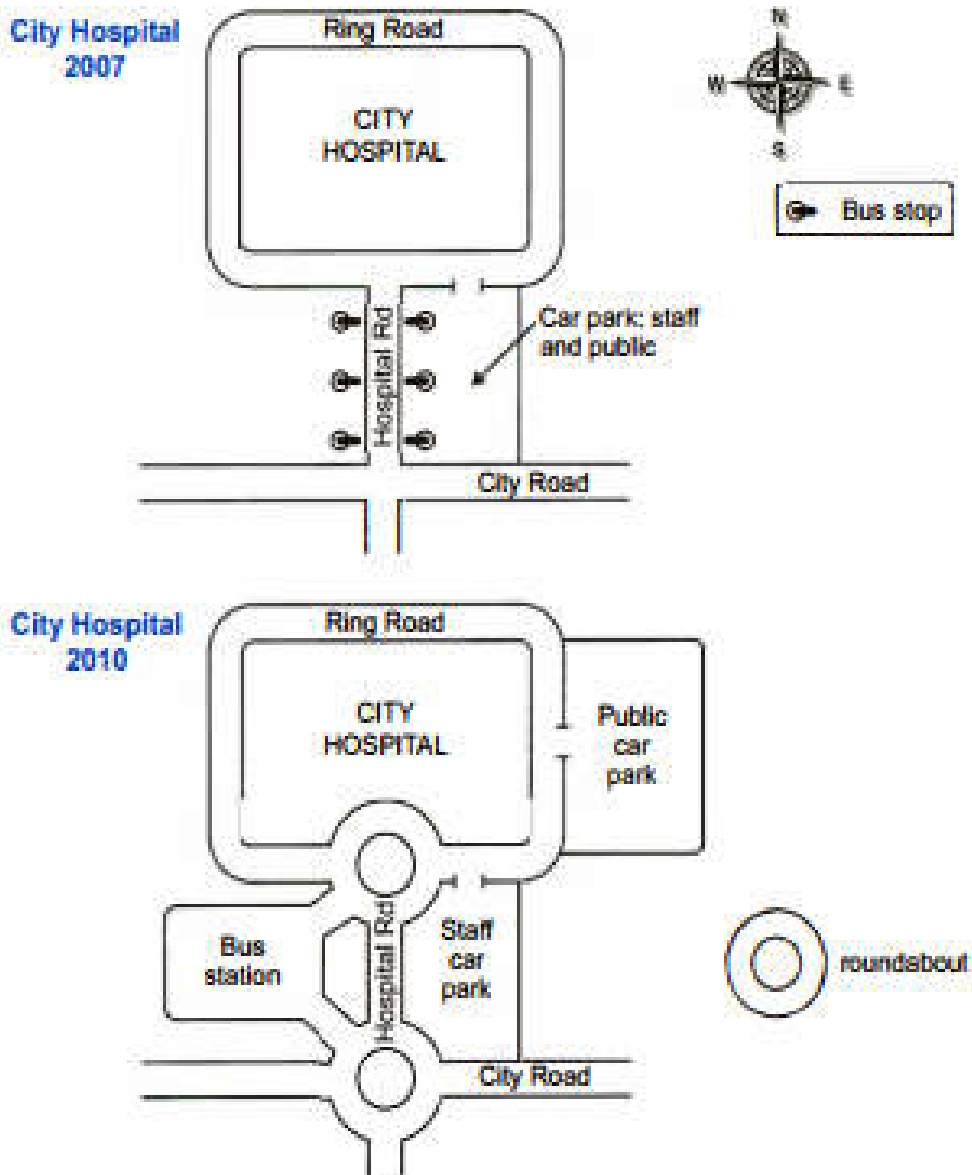 City Hospital
2007
Ring Road
CITY
HOSPITAL
N
W
E
S
Bus stop
Hospital Rd
Car park: staff
and public
City Road
City Hospital
2010
Ring Road
CITY
HOSPITAL
Public
car
park
Bus
station
Hospital Rd
Staff
car
park
roundabout
City Road